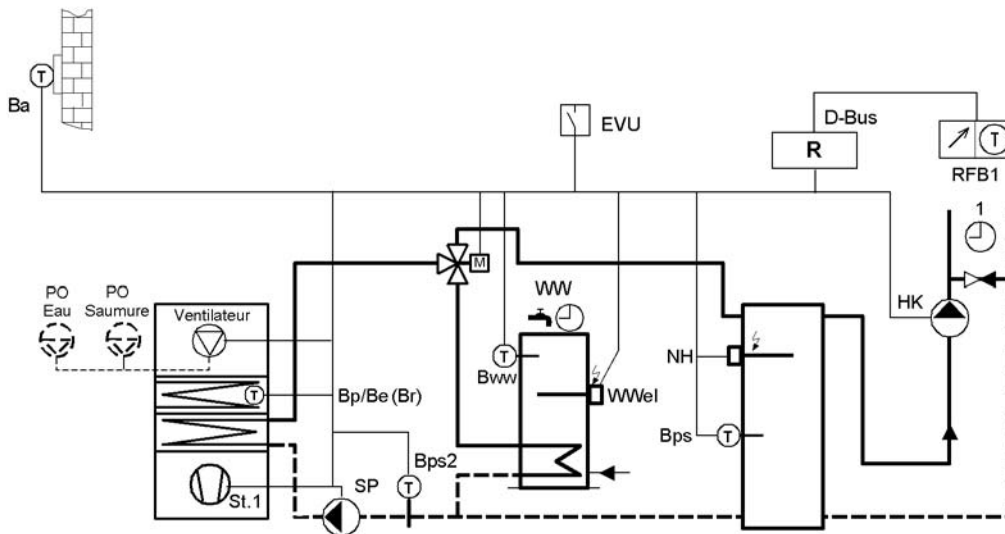 T
Ba
EVU
D-Bus
R
T
RFB1
1
PO
Eau
PO
Saumure
Ventilateur
M
WW
HK
T
Bp/Be (Br)
T
Bww
WWel
NH
Bps
T
Bps2
T
St.1
SP